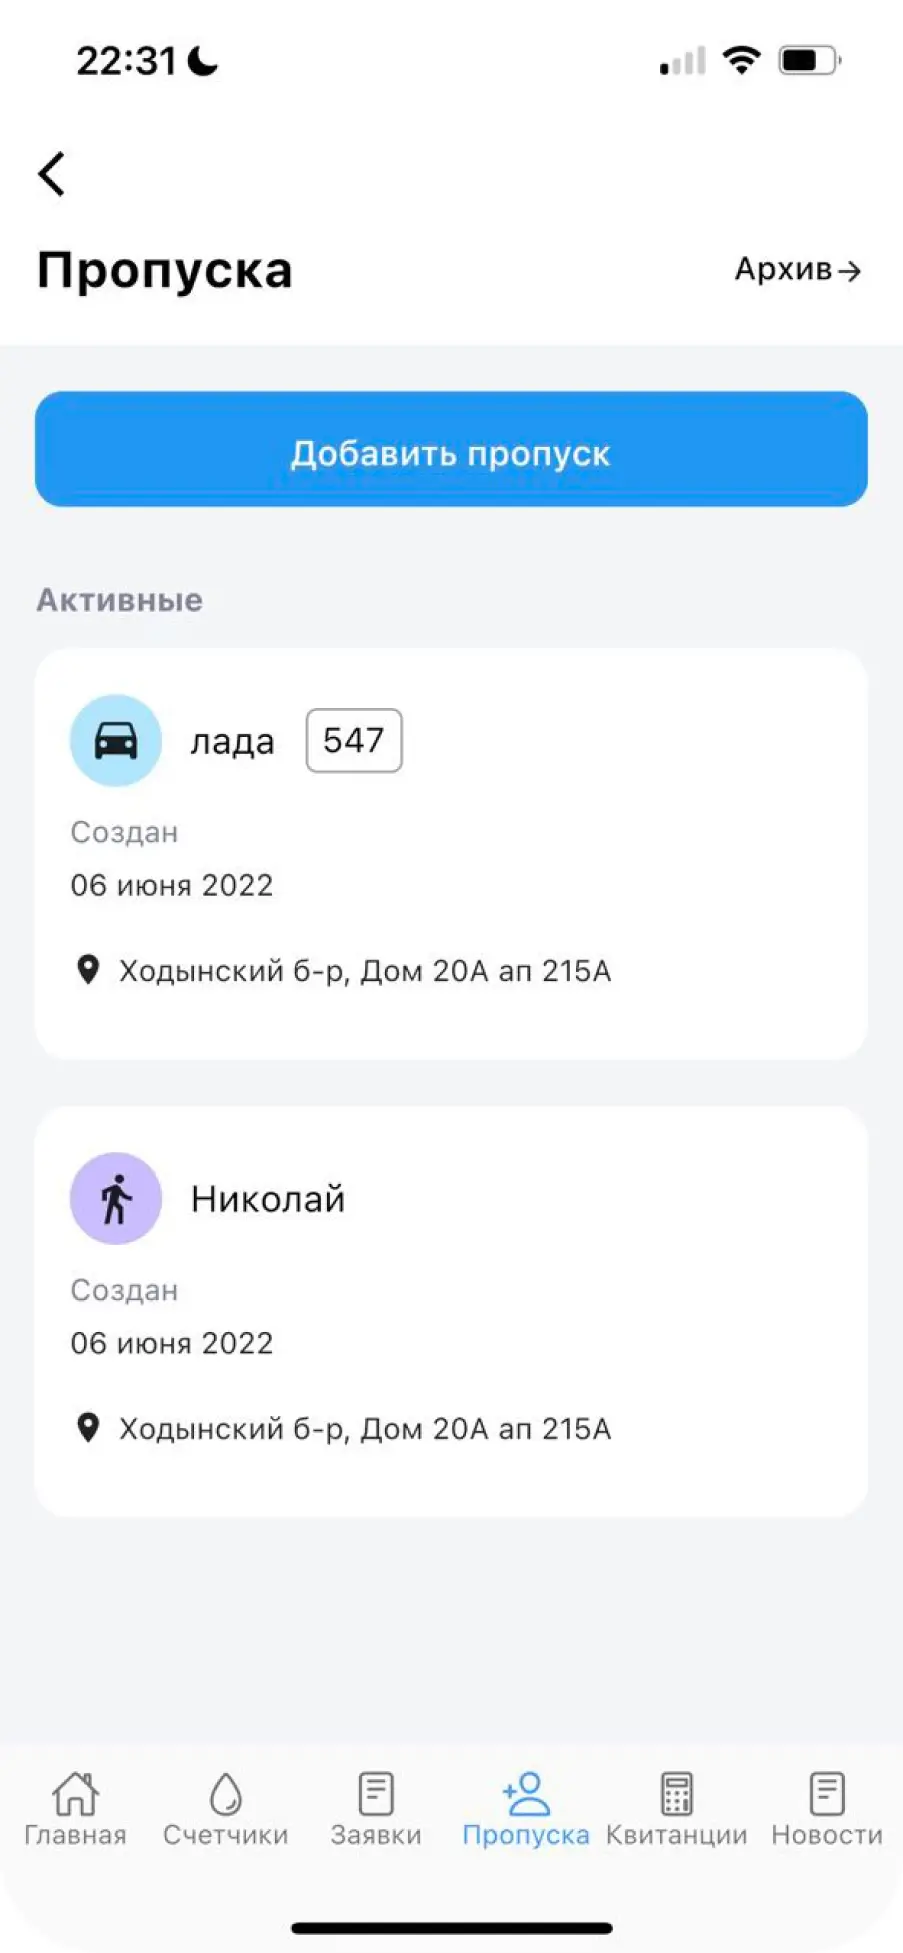 22:31
Пропуска
Архив→
Добавить пропуск
Активные
лада 547
Создан
06 июня 2022
Ходынский б-р, Дом 20А ап 215А
Николай
Создан
06 июня 2022
Ходынский б-р, Дом 20А ап 215А
Главная Счетчики Заявки Пропуска Квитанции Новости